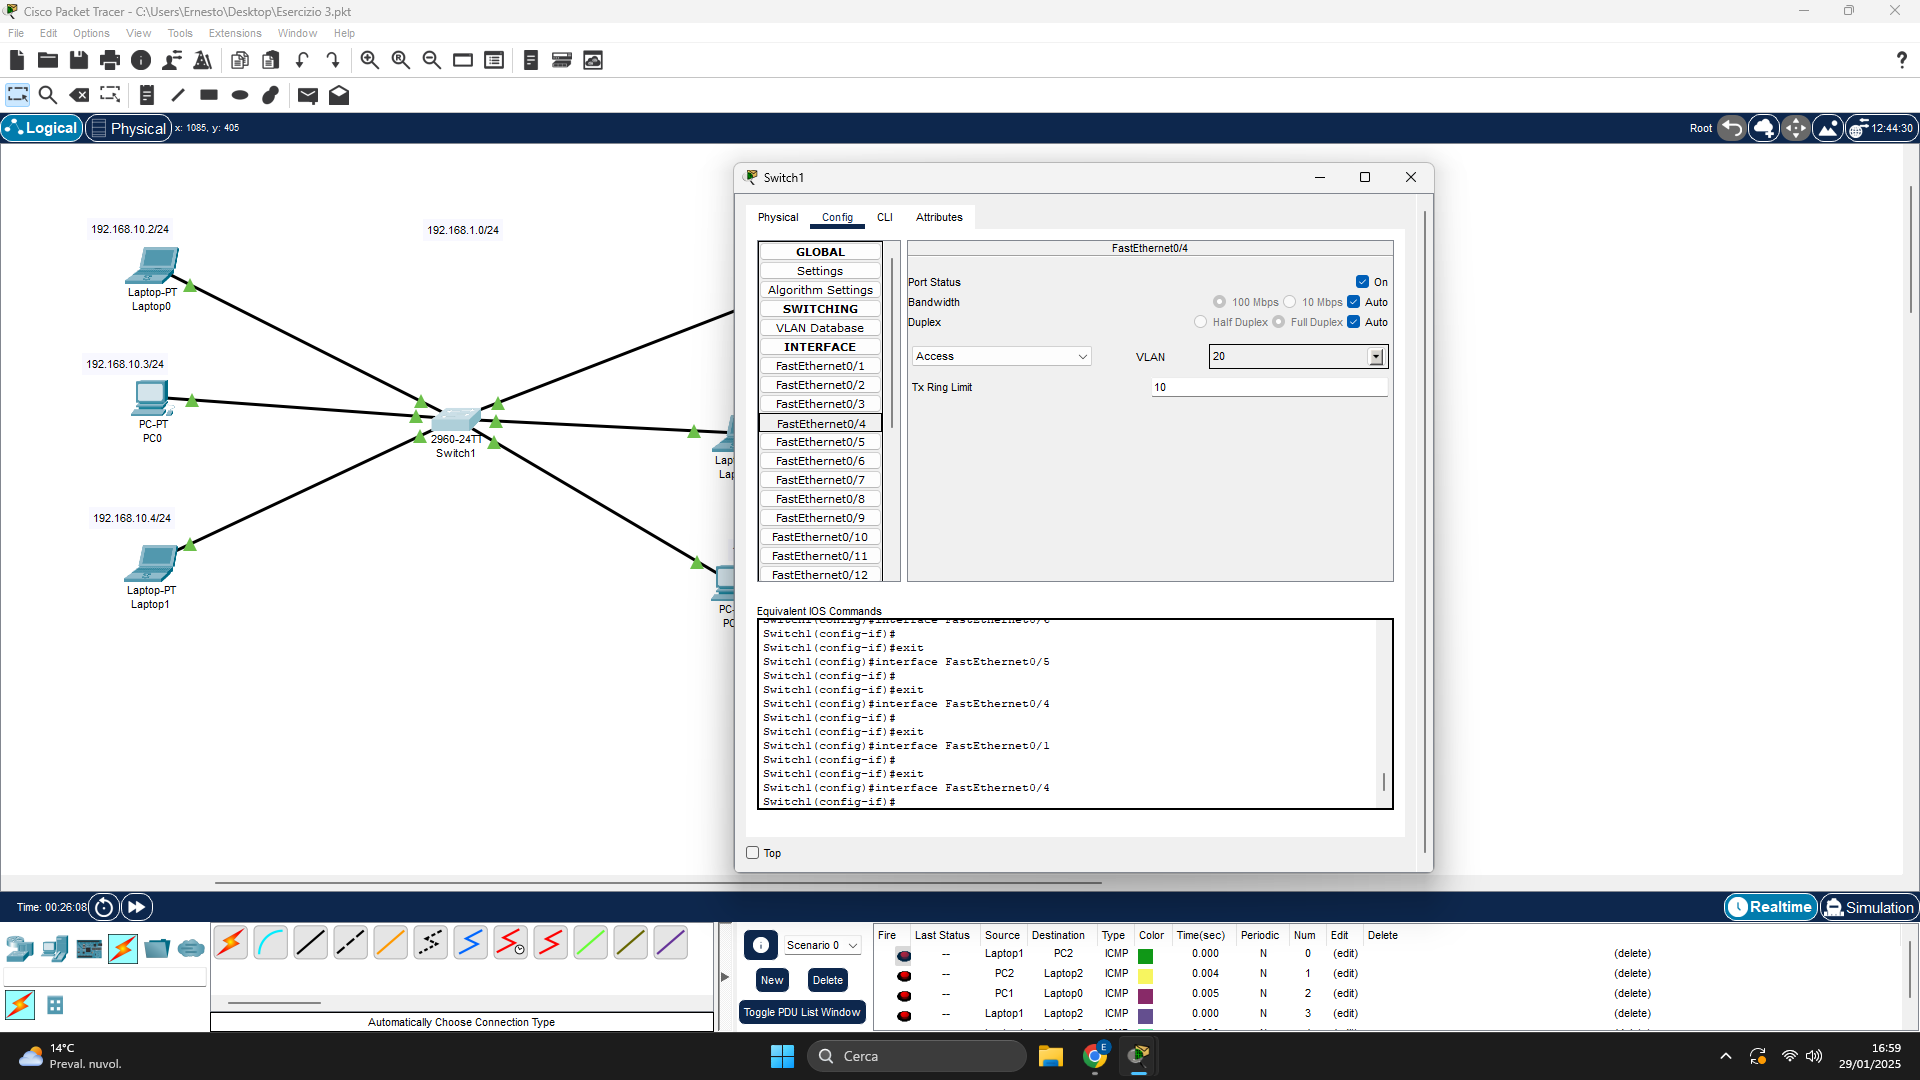 Cisco Packet Tracer - C:\Users\Ernesto\Desktop\Esercizio 3.pkt
File Edit Options View Tools Extensions Window Help
Logical Physical x: 1085, y: 405
Root 12:44:30
192.168.10.2/24
Laptop-PT
Laptop0
192.168.1.0/24
192.168.10.3/24
PC-PT
PC0
2960-24TT
Switch1
192.168.10.4/24
Laptop-PT
Laptop1
Switch1
Physical Config CLI Attributes
GLOBAL
Settings
Algorithm Settings
SWITCHING
VLAN Database
INTERFACE
FastEthernet0/1
FastEthernet0/2
FastEthernet0/3
FastEthernet0/4
FastEthernet0/5
FastEthernet0/6
FastEthernet0/7
FastEthernet0/8
FastEthernet0/9
FastEthernet0/10
FastEthernet0/11
FastEthernet0/12
FastEthernet0/4
Port Status On
Bandwidth 100 Mbps 10 Mbps Auto
Duplex Half Duplex Full Duplex Auto
Access VLAN 20
Tx Ring Limit 10
Equivalent IOS Commands
Switch1(config-if)#
Switch1(config-if)#exit
Switch1(config)#interface FastEthernet0/5
Switch1(config-if)#
Switch1(config-if)#exit
Switch1(config)#interface FastEthernet0/4
Switch1(config-if)#
Switch1(config-if)#exit
Switch1(config)#interface FastEthernet0/1
Switch1(config-if)#
Switch1(config-if)#exit
Switch1(config)#interface FastEthernet0/4
Switch1(config-if)#
Top
Time: 00:26:08
Realtime Simulation
Automatically Choose Connection Type
Scenario 0
New Delete
Toggle PDU List Window
Fire Last Status Source Destination Type Color Time(sec) Periodic Num Edit Delete
-- Laptop1 PC2 ICMP 0.000 N 0 (edit) (delete)
-- PC2 Laptop2 ICMP 0.004 N 1 (edit) (delete)
-- PC1 Laptop0 ICMP 0.005 N 2 (edit) (delete)
-- Laptop1 Laptop2 ICMP 0.000 N 3 (edit) (delete)
14°C
Preval. nuvol.
Cerca
16:59
29/01/2025